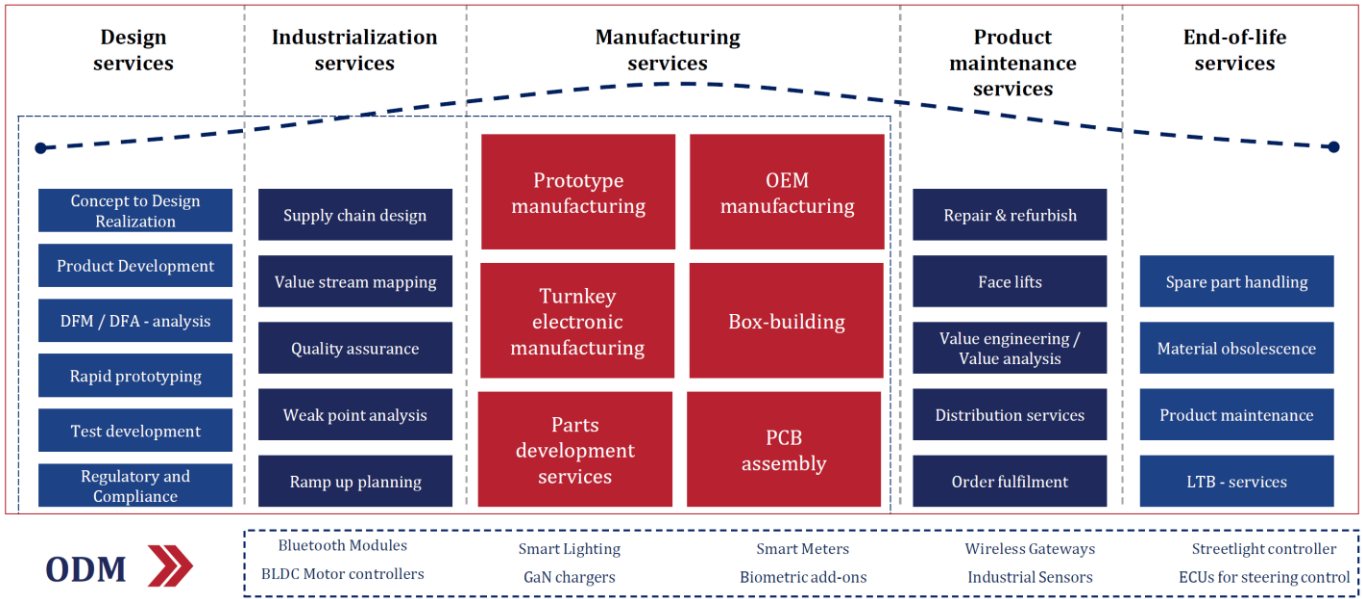 Design
services
Industrialization
services
Manufacturing
services
Product
maintenance
services
End-of-life
services
Concept to Design
Realization
Product Development
DFM / DFA - analysis
Rapid prototyping
Test development
Regulatory and
Compliance
Supply chain design
Value stream mapping
Quality assurance
Weak point analysis
Ramp up planning
Prototype
manufacturing
OEM
manufacturing
Turnkey
electronic
manufacturing
Box-building
Parts
development
services
PCB
assembly
Repair & refurbish
Face lifts
Value engineering /
Value analysis
Distribution services
Order fulfilment
Spare part handling
Material obsolescence
Product maintenance
LTB - services
ODM
Bluetooth Modules
Smart Lighting
Smart Meters
Wireless Gateways
Streetlight controller
BLDC Motor controllers
GaN chargers
Biometric add-ons
Industrial Sensors
ECUs for steering control